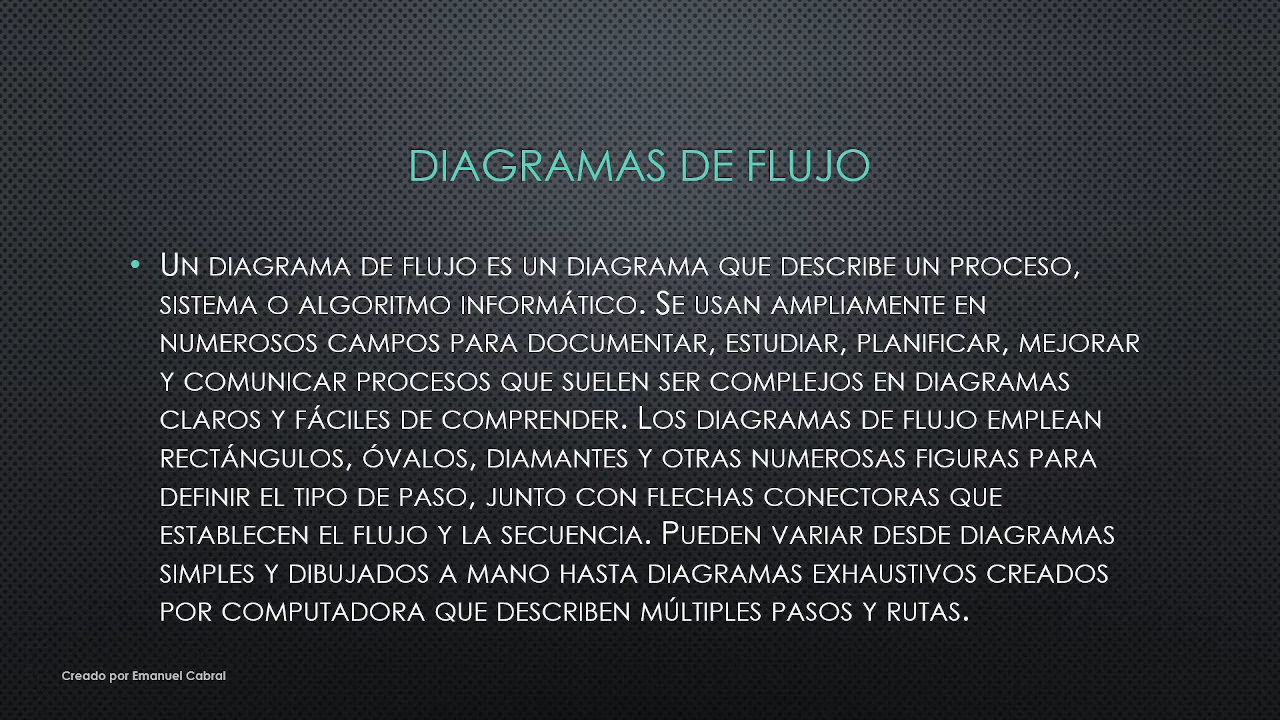 DIAGRAMAS DE FLUJO
• Un diagrama de flujo es un diagrama que describe un proceso,
sistema o algoritmo informático. Se usan ampliamente en
numerosos campos para documentar, estudiar, planificar, mejorar
y comunicar procesos que suelen ser complejos en diagramas
claros y fáciles de comprender. Los diagramas de flujo emplean
rectángulos, óvalos, diamantes y otras numerosas figuras para
definir el tipo de paso, junto con flechas conectoras que
establecen el flujo y la secuencia. Pueden variar desde diagramas
simples y dibujados a mano hasta diagramas exhaustivos creados
por computadora que describen múltiples pasos y rutas.
Creado por Emanuel Cabral